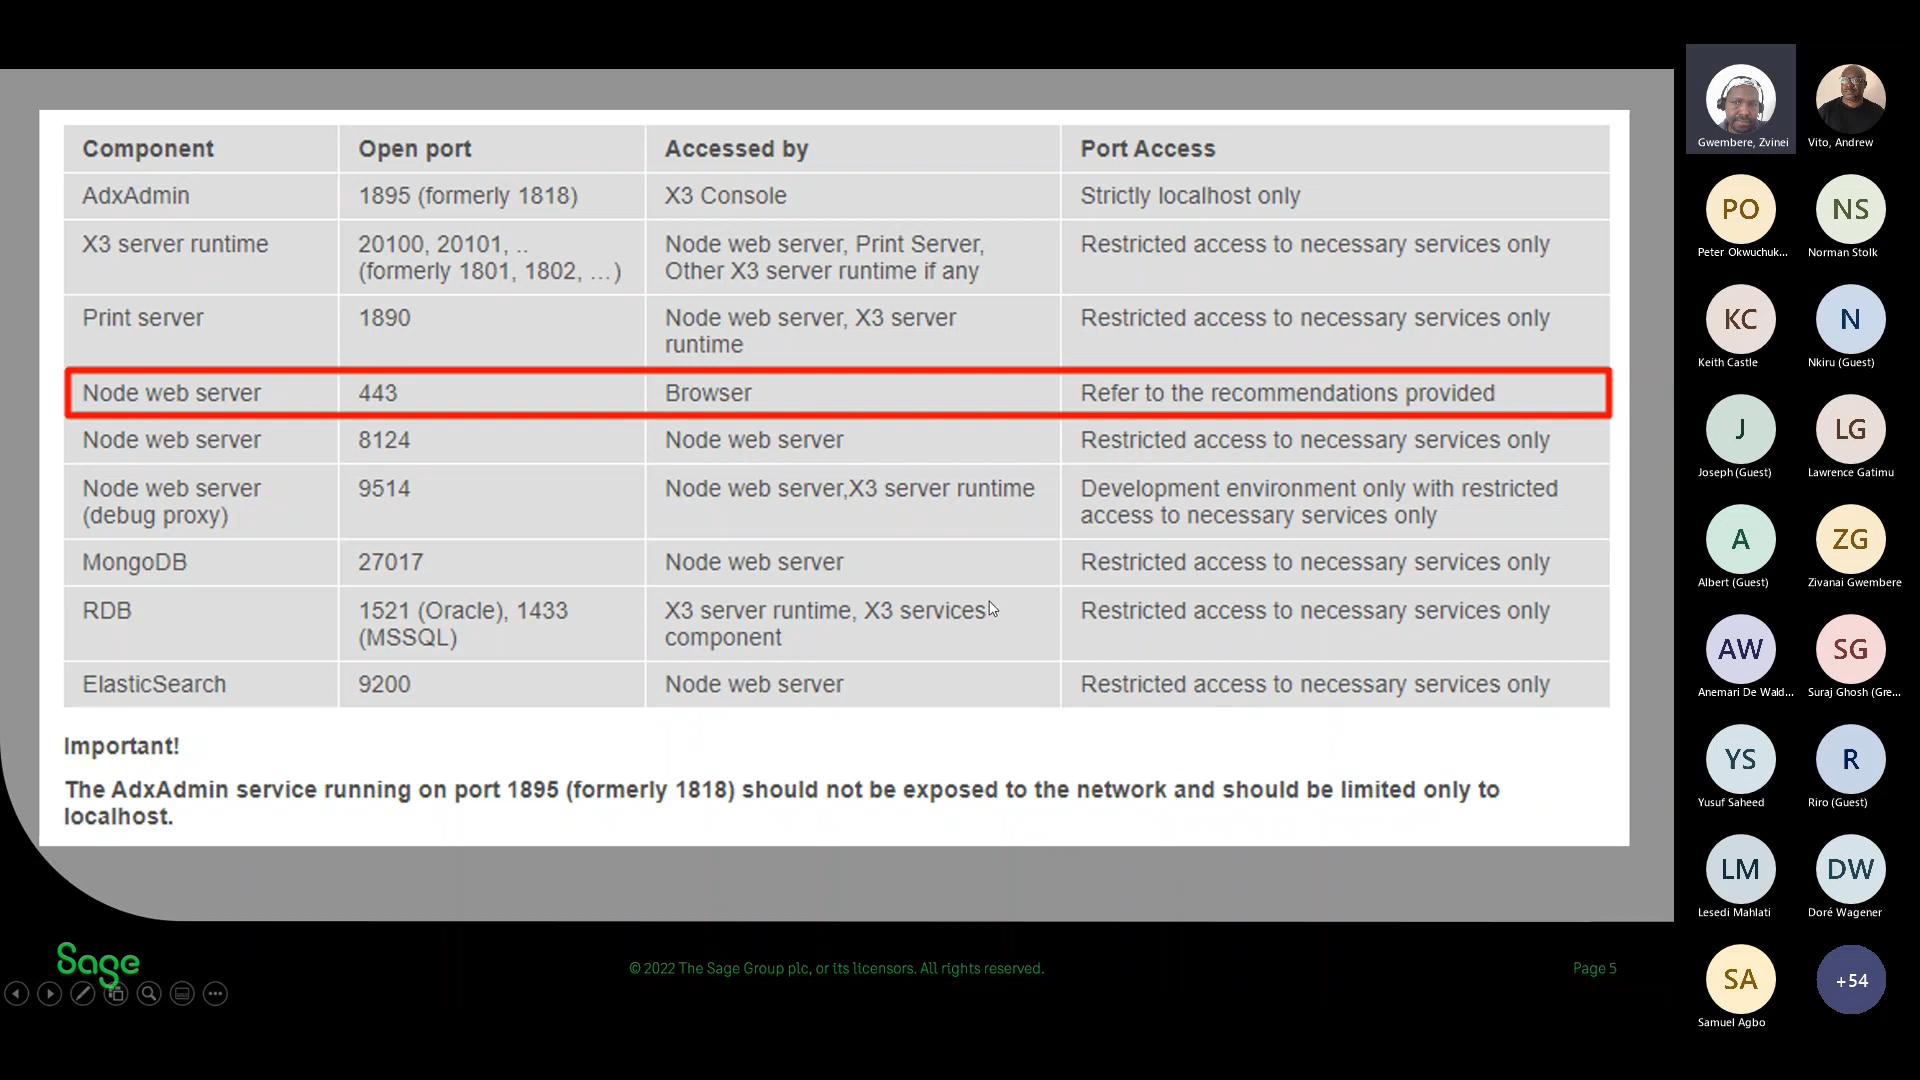 Component Open port Accessed by Port Access
AdxAdmin 1895 (formerly 1818) X3 Console Strictly localhost only
X3 server runtime 20100, 20101, ..
(formerly 1801, 1802, ...) Node web server, Print Server,
Other X3 server runtime if any Restricted access to necessary services only
Print server 1890 Node web server, X3 server
runtime Restricted access to necessary services only
Node web server 443 Browser Refer to the recommendations provided
Node web server 8124 Node web server Restricted access to necessary services only
Node web server
(debug proxy) 9514 Node web server,X3 server runtime Development environment only with restricted
access to necessary services only
MongoDB 27017 Node web server Restricted access to necessary services only
RDB 1521 (Oracle), 1433
(MSSQL) X3 server runtime, X3 services
component Restricted access to necessary services only
ElasticSearch 9200 Node web server Restricted access to necessary services only
Important!
The AdxAdmin service running on port 1895 (formerly 1818) should not be exposed to the network and should be limited only to
localhost.
Sage
© 2022 The Sage Group plc, or its licensors. All rights reserved.
Page 5
Gwembere, Zvinei
Vito, Andrew
PO
Peter Okwuchuk...
NS
Norman Stolk
KC
Keith Castle
N
Nkiru (Guest)
J
Joseph (Guest)
LG
Lawrence Gatimu
A
Albert (Guest)
ZG
Zivanai Gwembere
AW
Anemari De Wald...
SG
Suraj Ghosh (Gre...
YS
Yusuf Saheed
R
Riro (Guest)
LM
Lesedi Mahlati
DW
Doré Wagener
SA
Samuel Agbo
+54